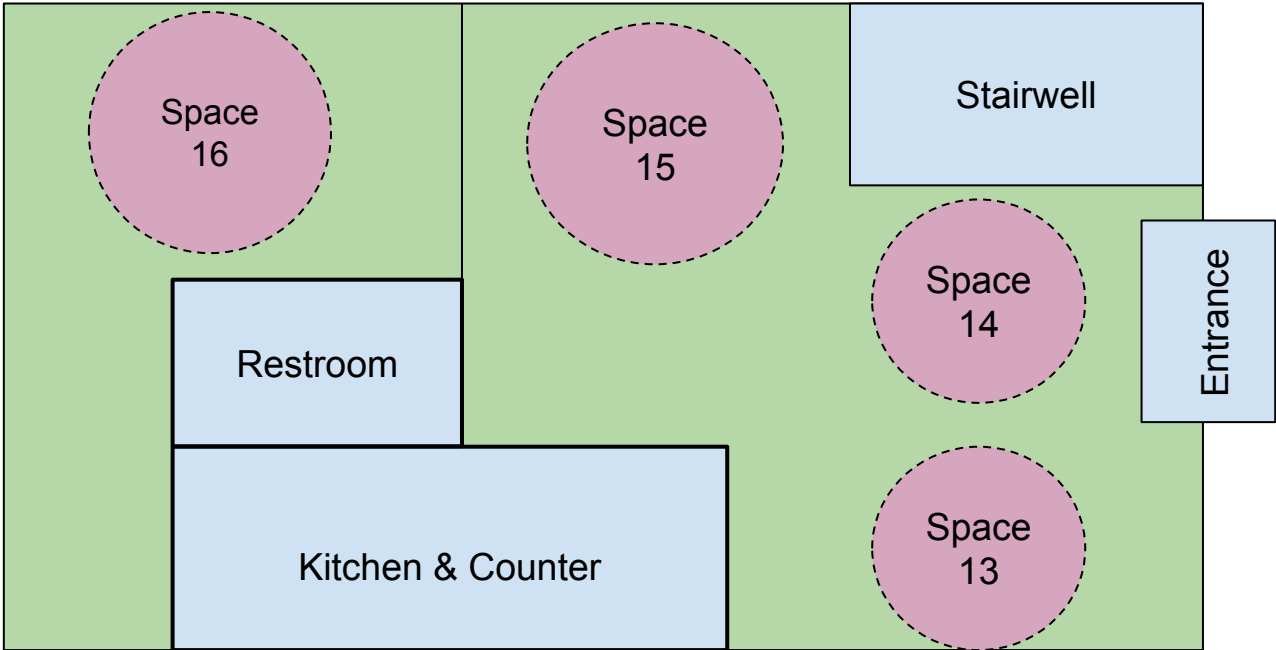 Space
16
Space
15
Stairwell
Space
14
Entrance
Restroom
Kitchen & Counter
Space
13